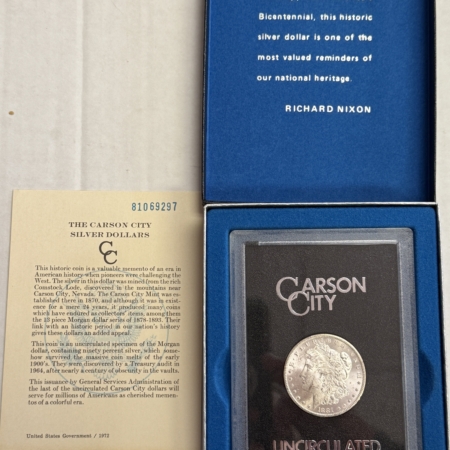 Bicentennial, this historic
silver dollar is one of the
most valued reminders of
our national heritage.
RICHARD NIXON
81069297
THE CARSON CITY
SILVER DOLLARS
CC
This historic coin is a valuable memento of an era in
American history when pioneers were challenging the
West. The silver in this dollar was mined from the rich
Comstock Lode, discovered in the mountains near
Carson City, Nevada. The Carson City Mint was es-
tablished there in 1870, and although it was in exist-
ence for a mere 24 years, it produced many coins
which have endured as collectors' items, among them
the 13 piece Morgan dollar series of 1878-1893. Their
link with an historic period in our nation's history
gives these dollars an added appeal.
This coin is an uncirculated specimen of the Morgan
dollar, containing ninety percent silver, which some-
how survived the massive coin melts of the early
1900's. They were discovered by a Treasury audit in
1964, after nearly a century of obscurity in the vaults.
This issuance by General Services Administration of
the last of the uncirculated Carson City dollars will
serve for millions of Americans as cherished memen-
tos of a colorful era.
United States Government / 1972
CARSON
CITY
UNCIRCULATED